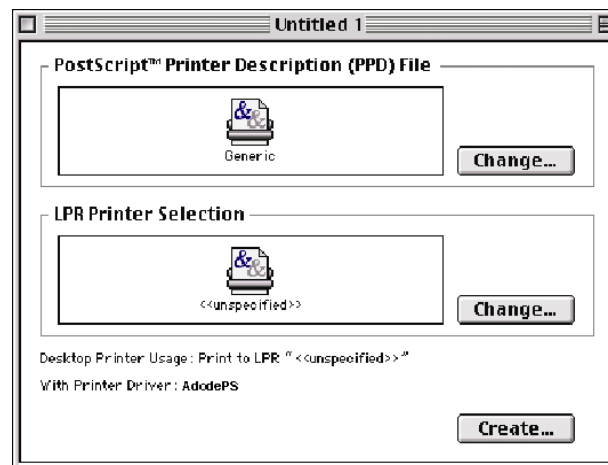 Untitled 1
PostScript™ Printer Description (PPD) File
Generic
Change...
LPR Printer Selection
<<unspecified>>
Change...
Desktop Printer Usage: Print to LPR “<<unspecified>>”
With Printer Driver: AdodePS
Create...